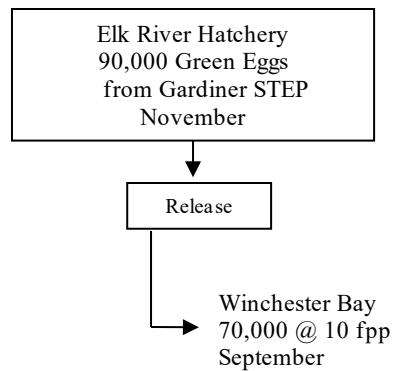 Elk River Hatchery
90,000 Green Eggs
from Gardiner STEP
November
Release
Winchester Bay
70,000 @ 10 fpp
September